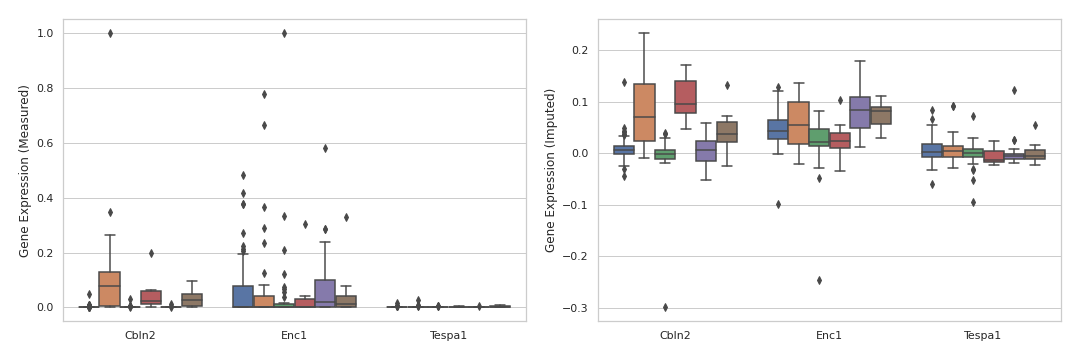 Gene Expression (Measured)
1.0
0.8
0.6
0.4
0.2
0.0
Cbln2
Enc1
Tespa1
Gene Expression (Imputed)
0.2
0.1
0.0
−0.1
−0.2
−0.3
Cbln2
Enc1
Tespa1